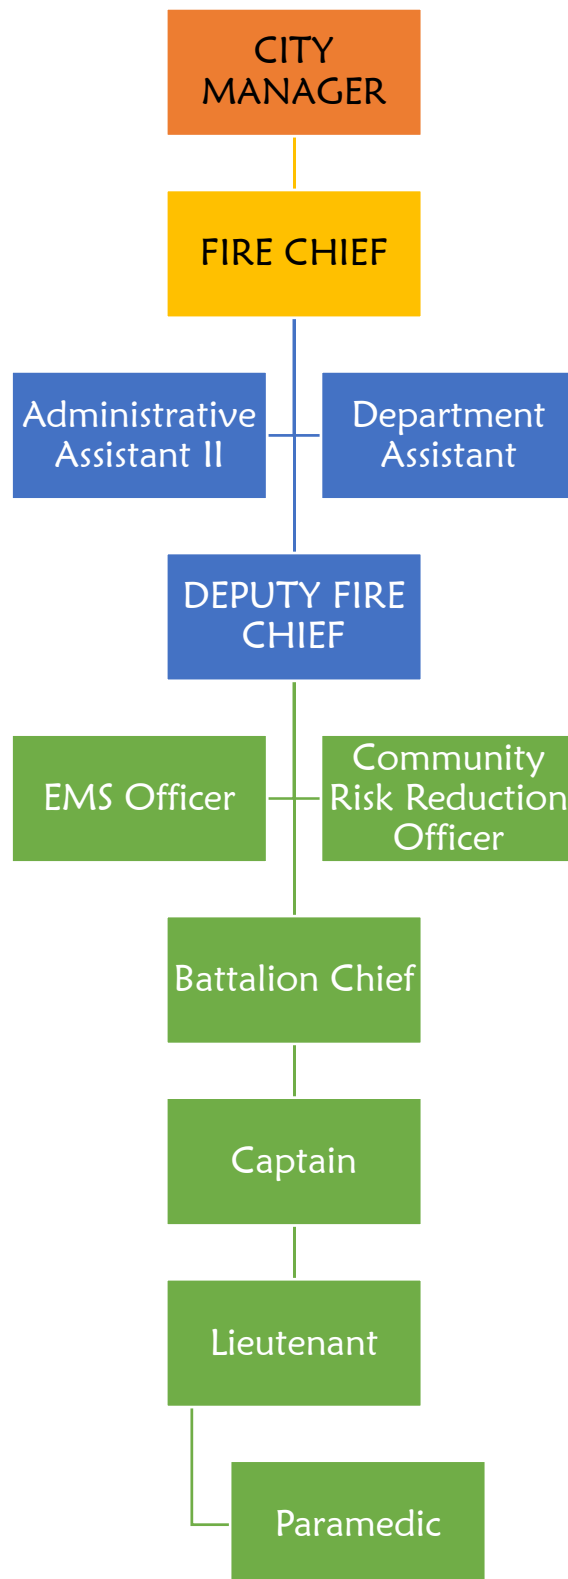 CITY
MANAGER
FIRE CHIEF
Administrative
Assistant II
Department
Assistant
DEPUTY FIRE
CHIEF
EMS Officer
Community
Risk Reduction
Officer
Battalion Chief
Captain
Lieutenant
Paramedic